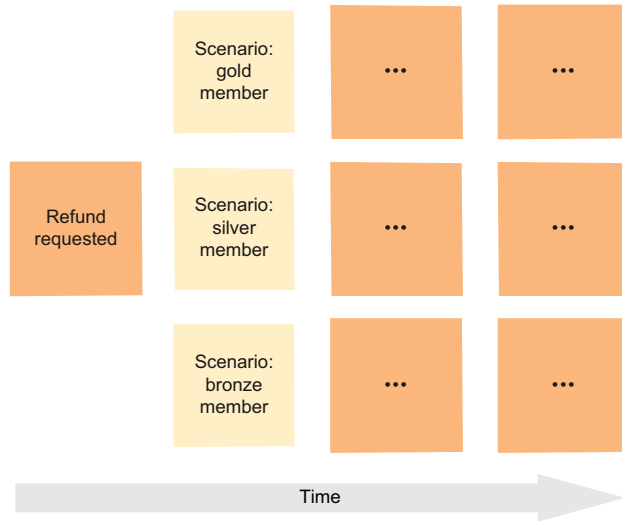 Scenario:
gold
member
...
...
Refund
requested
Scenario:
silver
member
...
...
Scenario:
bronze
member
...
...
Time